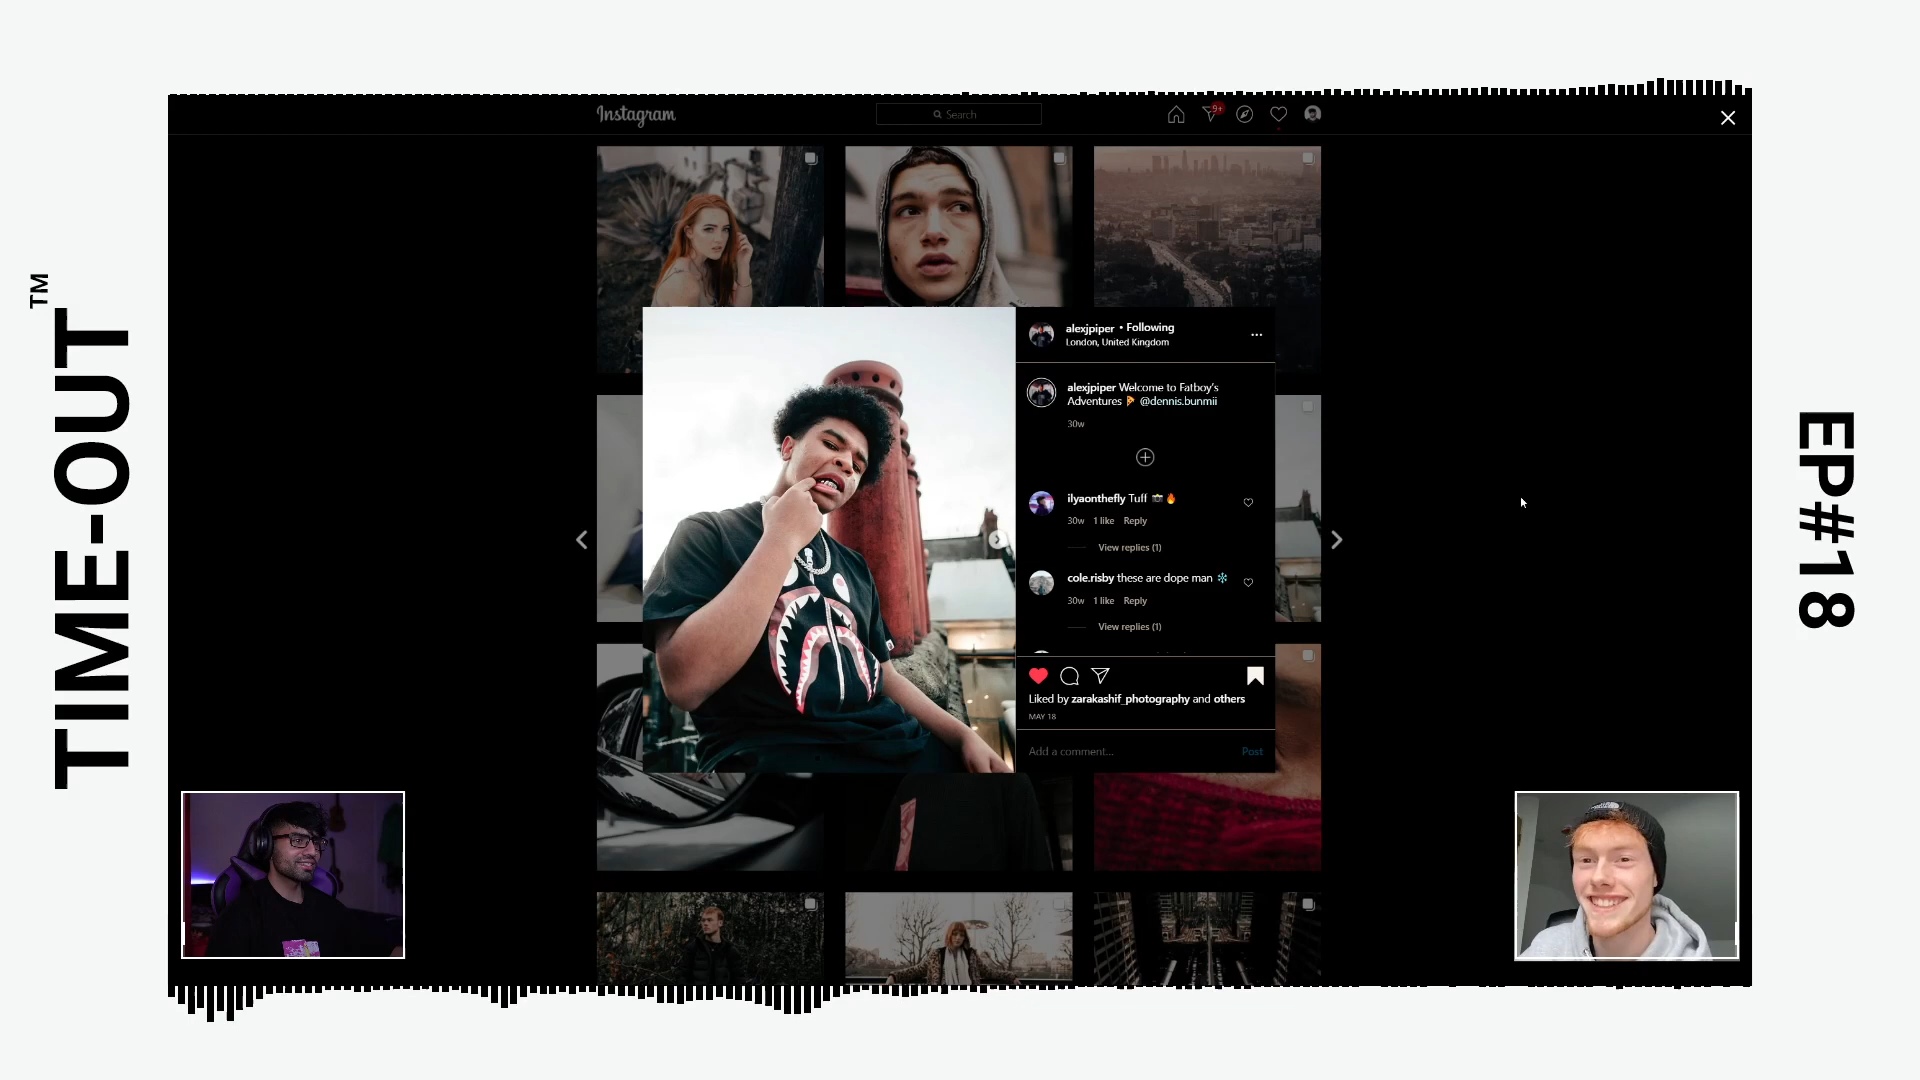 TIME-OUT™
Instagram
Search
9+
alexjpiper • Following
London, United Kingdom
alexjpiper Welcome to Fatboy's
Adventures 🍕 @dennis.bunmii
30w
ilyaonthefly Tuff 📸🔥
30w 1 like Reply
View replies (1)
cole.risby these are dope man ❄️
30w 1 like Reply
View replies (1)
Liked by zarakashif_photography and others
MAY 18
Add a comment...
Post
EP#18